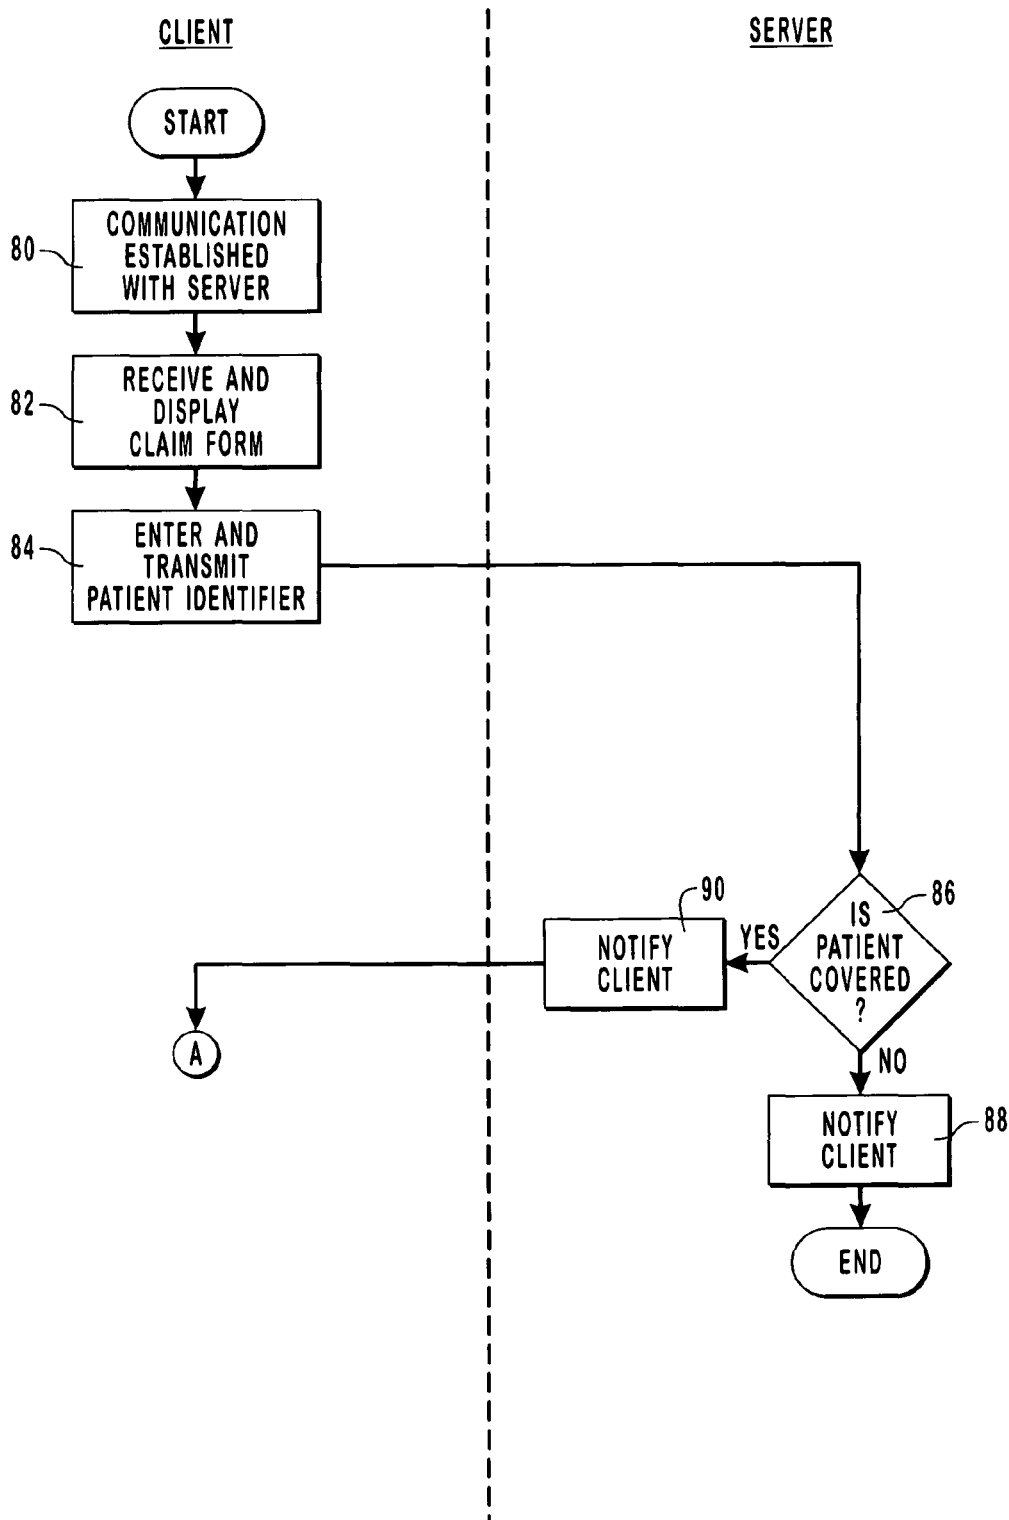 CLIENT
SERVER
START
80
COMMUNICATION
ESTABLISHED
WITH SERVER
82
RECEIVE AND
DISPLAY
CLAIM FORM
84
ENTER AND
TRANSMIT
PATIENT IDENTIFIER
86
IS
PATIENT
COVERED
?
YES
90
NOTIFY
CLIENT
A
NO
88
NOTIFY
CLIENT
END